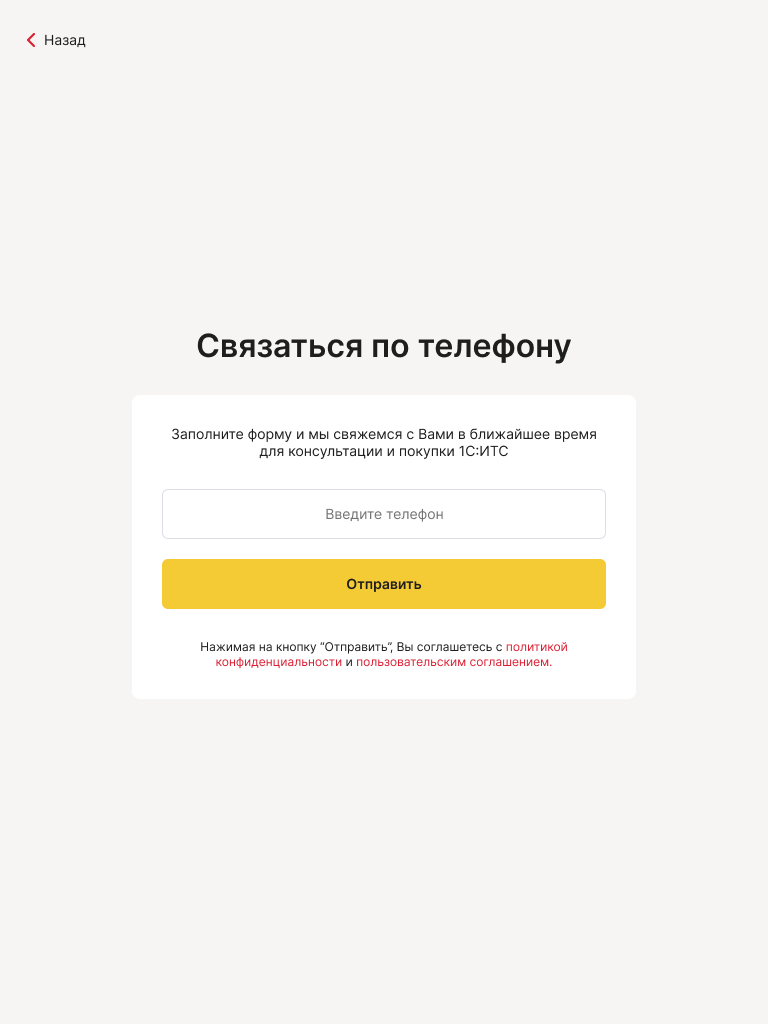 Назад
Связаться по телефону
Заполните форму и мы свяжемся с Вами в ближайшее время
для консультации и покупки 1С:ИТС
Введите телефон
Отправить
Нажимая на кнопку “Отправить”, Вы соглашетесь с политикой
конфиденциальности и пользовательским соглашением.